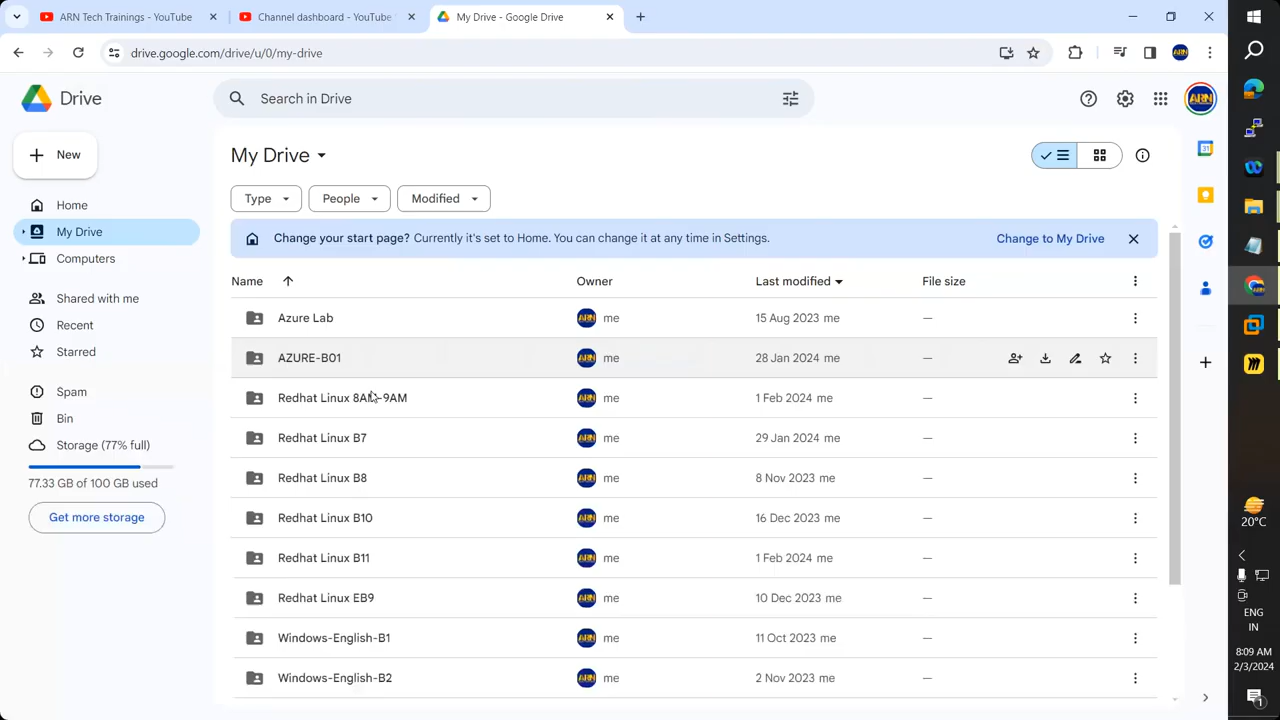 ARN Tech Trainings - YouTube
Channel dashboard - YouTube
My Drive - Google Drive
drive.google.com/drive/u/0/my-drive
Drive
Search in Drive
ARN
New
My Drive
Type
People
Modified
Home
My Drive
Computers
Shared with me
Recent
Starred
Spam
Bin
Storage (77% full)
77.33 GB of 100 GB used
Get more storage
Change your start page? Currently it's set to Home. You can change it at any time in Settings.
Change to My Drive
Name Owner Last modified File size
Azure Lab me 15 Aug 2023 me —
AZURE-B01 me 28 Jan 2024 me —
Redhat Linux 8AM-9AM me 1 Feb 2024 me —
Redhat Linux B7 me 29 Jan 2024 me —
Redhat Linux B8 me 8 Nov 2023 me —
Redhat Linux B10 me 16 Dec 2023 me —
Redhat Linux B11 me 1 Feb 2024 me —
Redhat Linux EB9 me 10 Dec 2023 me —
Windows-English-B1 me 11 Oct 2023 me —
Windows-English-B2 me 2 Nov 2023 me —
31
20°C
ENG
IN
8:09 AM
2/3/2024
1